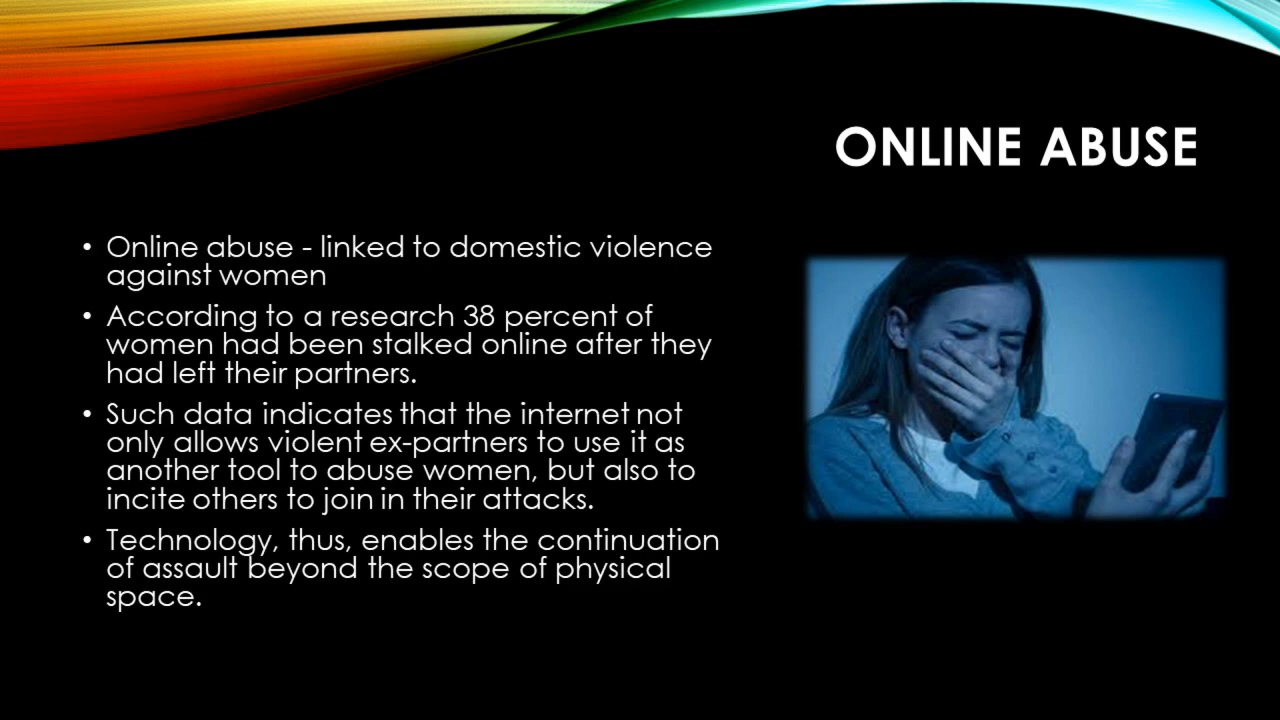 ONLINE ABUSE
• Online abuse - linked to domestic violence
against women
• According to a research 38 percent of
women had been stalked online after they
had left their partners.
• Such data indicates that the internet not
only allows violent ex-partners to use it as
another tool to abuse women, but also to
incite others to join in their attacks.
• Technology, thus, enables the continuation
of assault beyond the scope of physical
space.